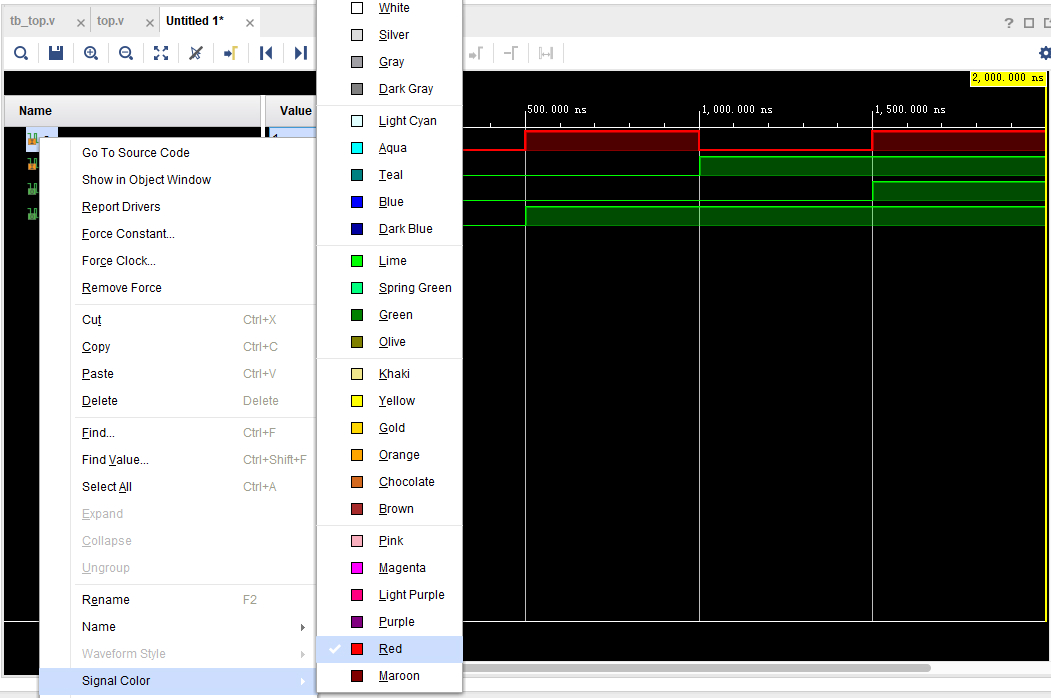 tb_top.v × top.v × Untitled 1* ×
?
2,000.000 ns
Name
Value
500.000 ns
1,000.000 ns
1,500.000 ns
Go To Source Code
Show in Object Window
Report Drivers
Force Constant...
Force Clock...
Remove Force
Cut Ctrl+X
Copy Ctrl+C
Paste Ctrl+V
Delete Delete
Find... Ctrl+F
Find Value... Ctrl+Shift+F
Select All Ctrl+A
Expand
Collapse
Ungroup
Rename F2
Name
Waveform Style
Signal Color
White
Silver
Gray
Dark Gray
Light Cyan
Aqua
Teal
Blue
Dark Blue
Lime
Spring Green
Green
Olive
Khaki
Yellow
Gold
Orange
Chocolate
Brown
Pink
Magenta
Light Purple
Purple
Red
Maroon